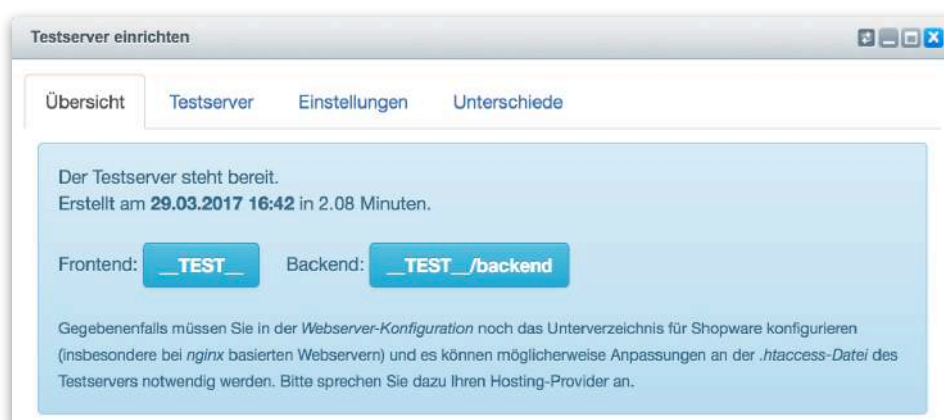 Testserver einrichten
Übersicht Testserver Einstellungen Unterschiede
Der Testserver steht bereit.
Erstellt am 29.03.2017 16:42 in 2.08 Minuten.
Frontend: __TEST__ Backend: __TEST__/backend
Gegebenenfalls müssen Sie in der Webserver-Konfiguration noch das Unterverzeichnis für Shopware konfigurieren
(insbesondere bei nginx basierten Webservern) und es können möglicherweise Anpassungen an der .htaccess-Datei des
Testservers notwendig werden. Bitte sprechen Sie dazu Ihren Hosting-Provider an.